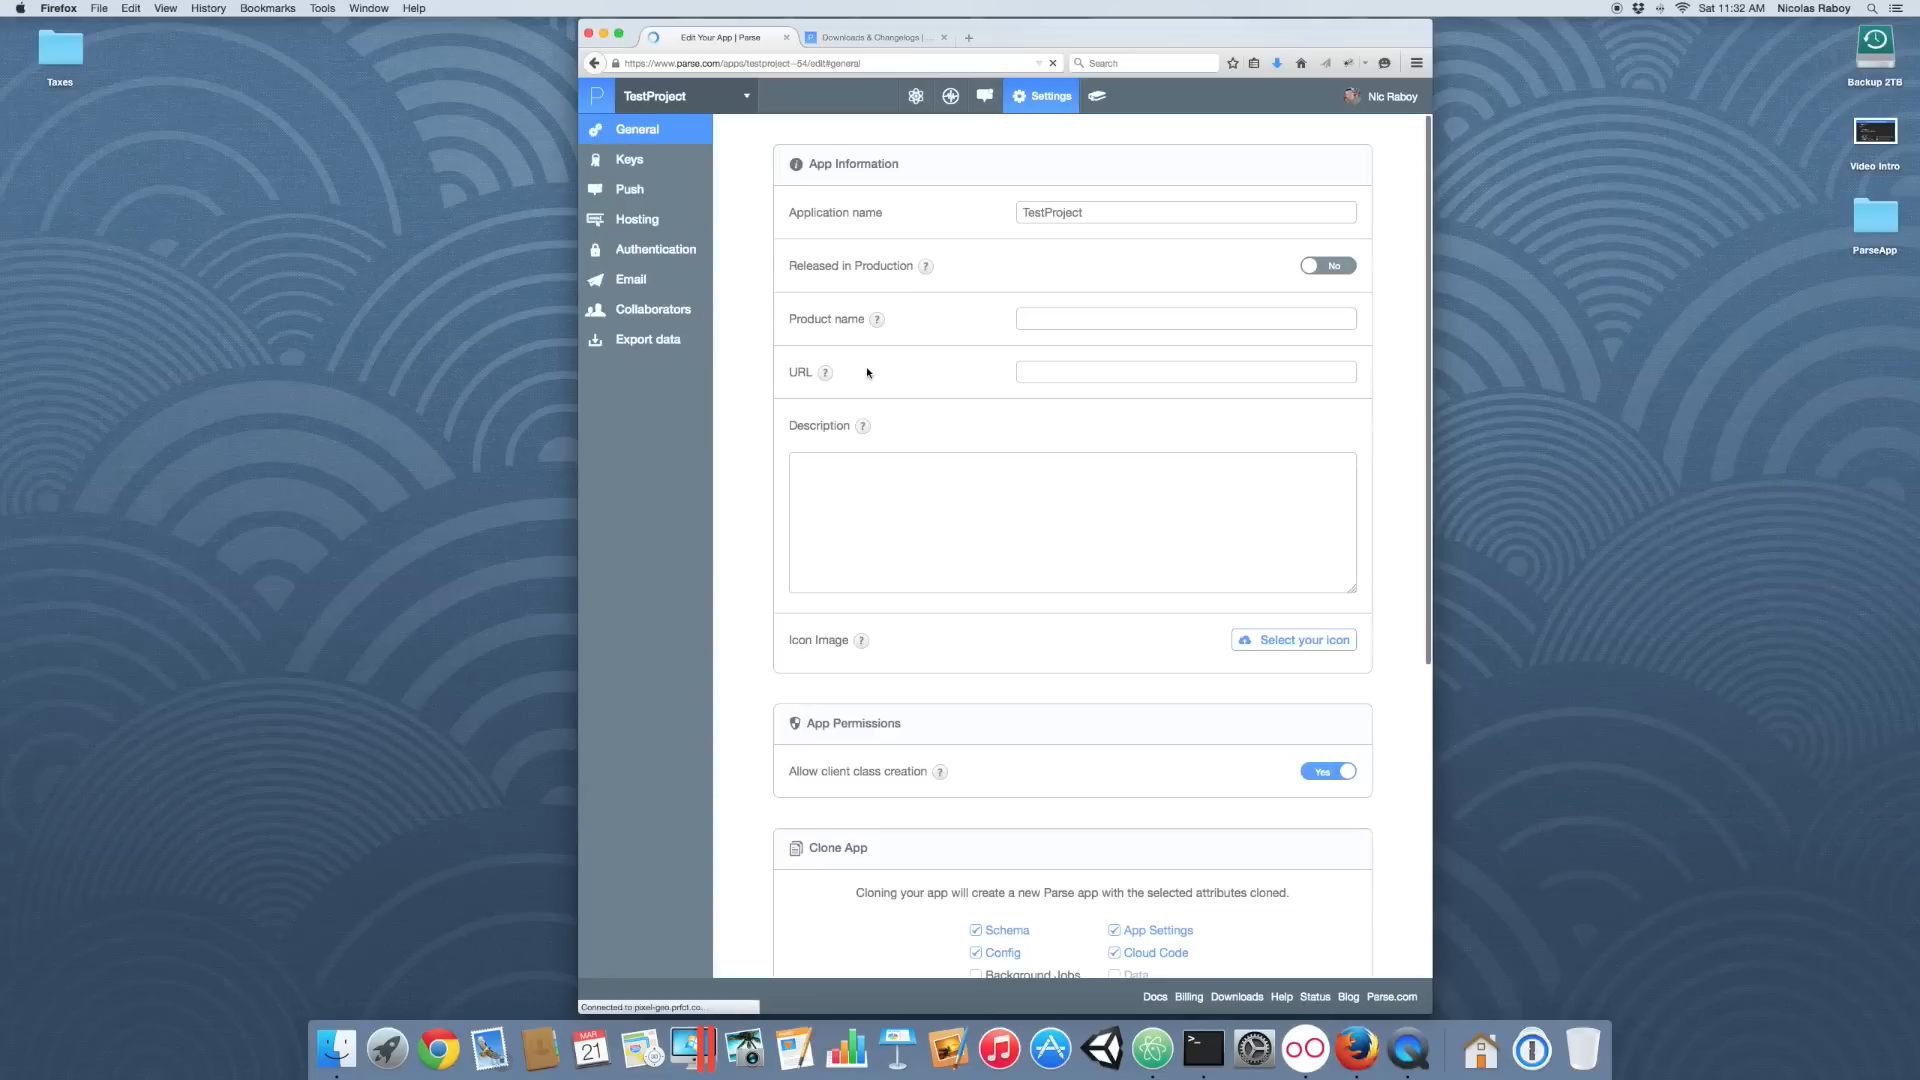 Firefox File Edit View History Bookmarks Tools Window Help
Sat 11:32 AM Nicolas Raboy
Taxes
Backup 2TB
Video Intro
ParseApp
Edit Your App | Parse
Downloads & Changelogs | ...
https://www.parse.com/apps/testproject--54/edit#general
Search
P TestProject
Settings
Nic Raboy
General
Keys
Push
Hosting
Authentication
Email
Collaborators
Export data
App Information
Application name
TestProject
Released in Production ?
No
Product name ?
URL ?
Description ?
Icon Image ?
Select your icon
App Permissions
Allow client class creation ?
Yes
Clone App
Cloning your app will create a new Parse app with the selected attributes cloned.
Schema
App Settings
Config
Cloud Code
Background Jobs
Data
Docs Billing Downloads Help Status Blog Parse.com
Connected to pixel-geo.prfct.co...
MAR
21